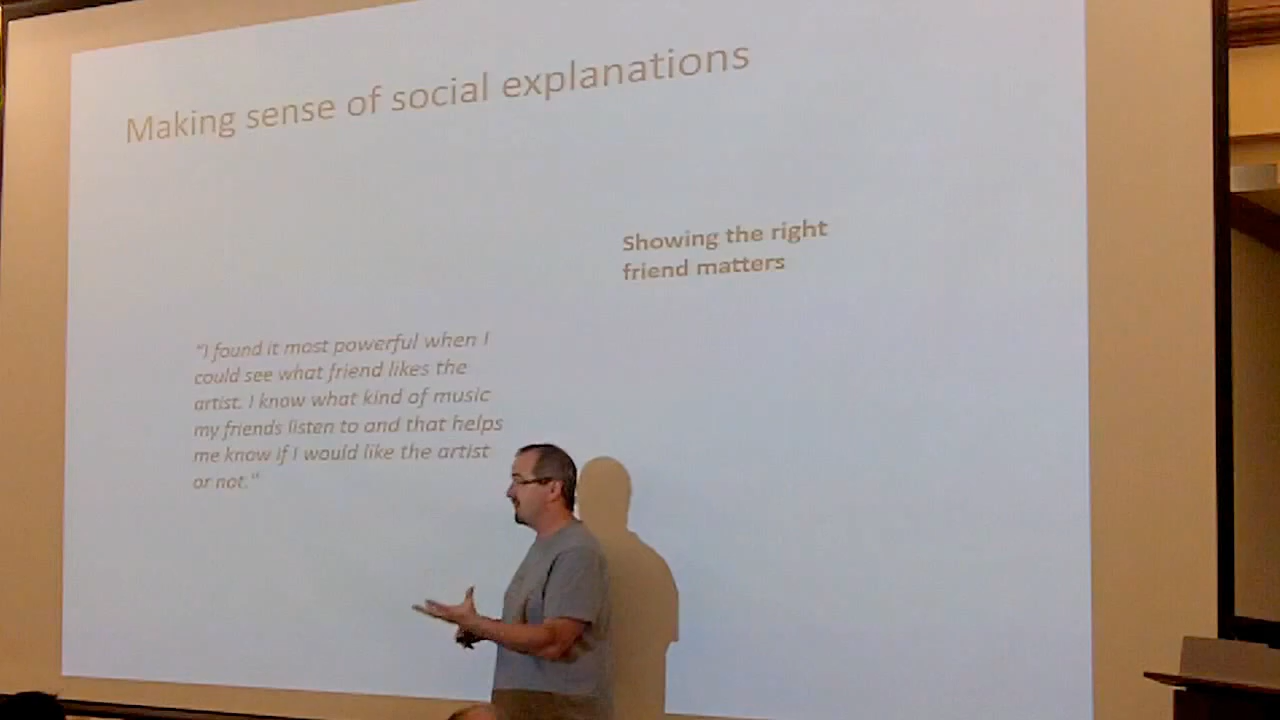 Making sense of social explanations
Showing the right
friend matters
"I found it most powerful when I
could see what friend likes the
artist. I know what kind of music
my friends listen to and that helps
me know if I would like the artist
or not."